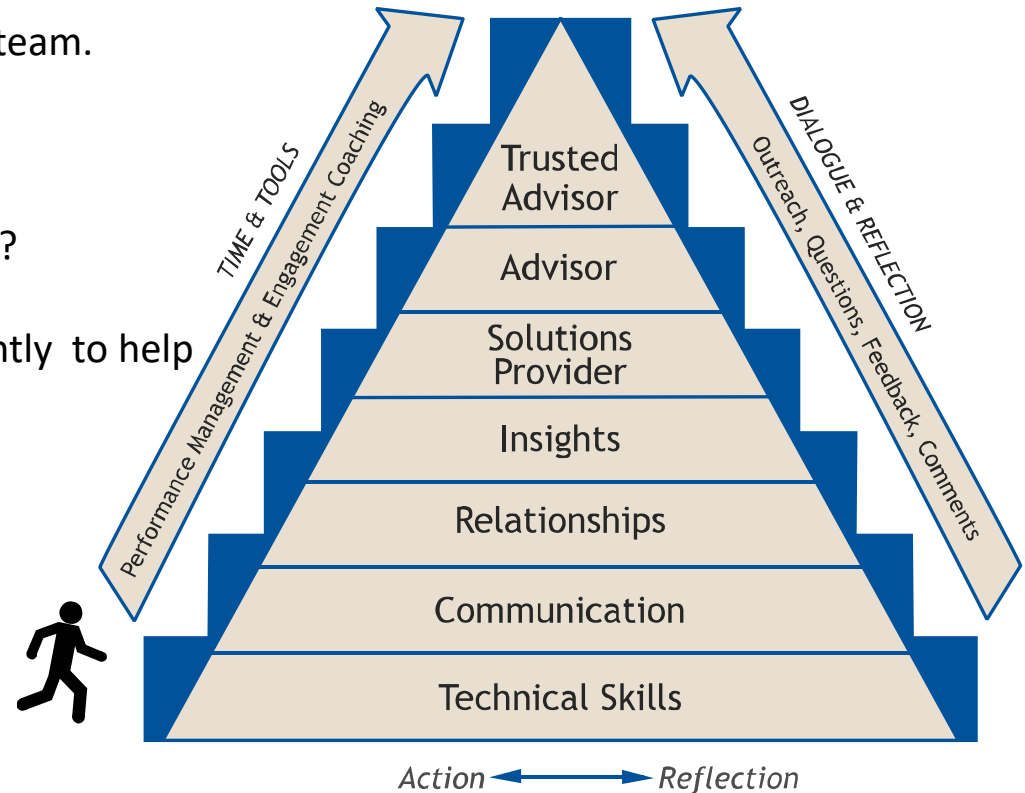 team.
?
ntly  to help
TIME & TOOLS
Performance Management & Engagement Coaching
DIALOGUE & REFLECTION
Outreach, Questions, Feedback, Comments
Trusted
Advisor
Advisor
Solutions
Provider
Insights
Relationships
Communication
Technical Skills
Action
Reflection